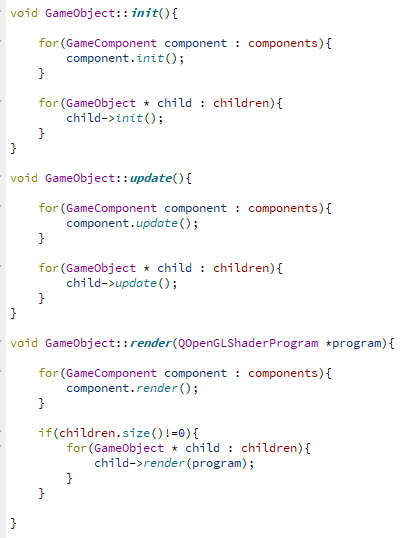 void GameObject::init(){
for(GameComponent component : components){
component.init();
}
for(GameObject * child : children){
child->init();
}
}
void GameObject::update(){
for(GameComponent component : components){
component.update();
}
for(GameObject * child : children){
child->update();
}
}
void GameObject::render(QOpenGLShaderProgram *program){
for(GameComponent component : components){
component.render();
}
if(children.size()!=0){
for(GameObject * child : children){
child->render(program);
}
}
}